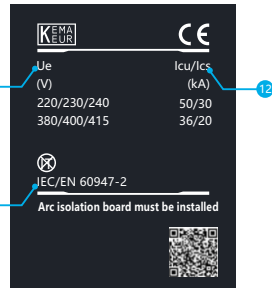 KEMA
EUR
CE
Ue Icu/Ics
(V) (kA)
220/230/240 50/30
380/400/415 36/20
12
IEC/EN 60947-2
Arc isolation board must be installed